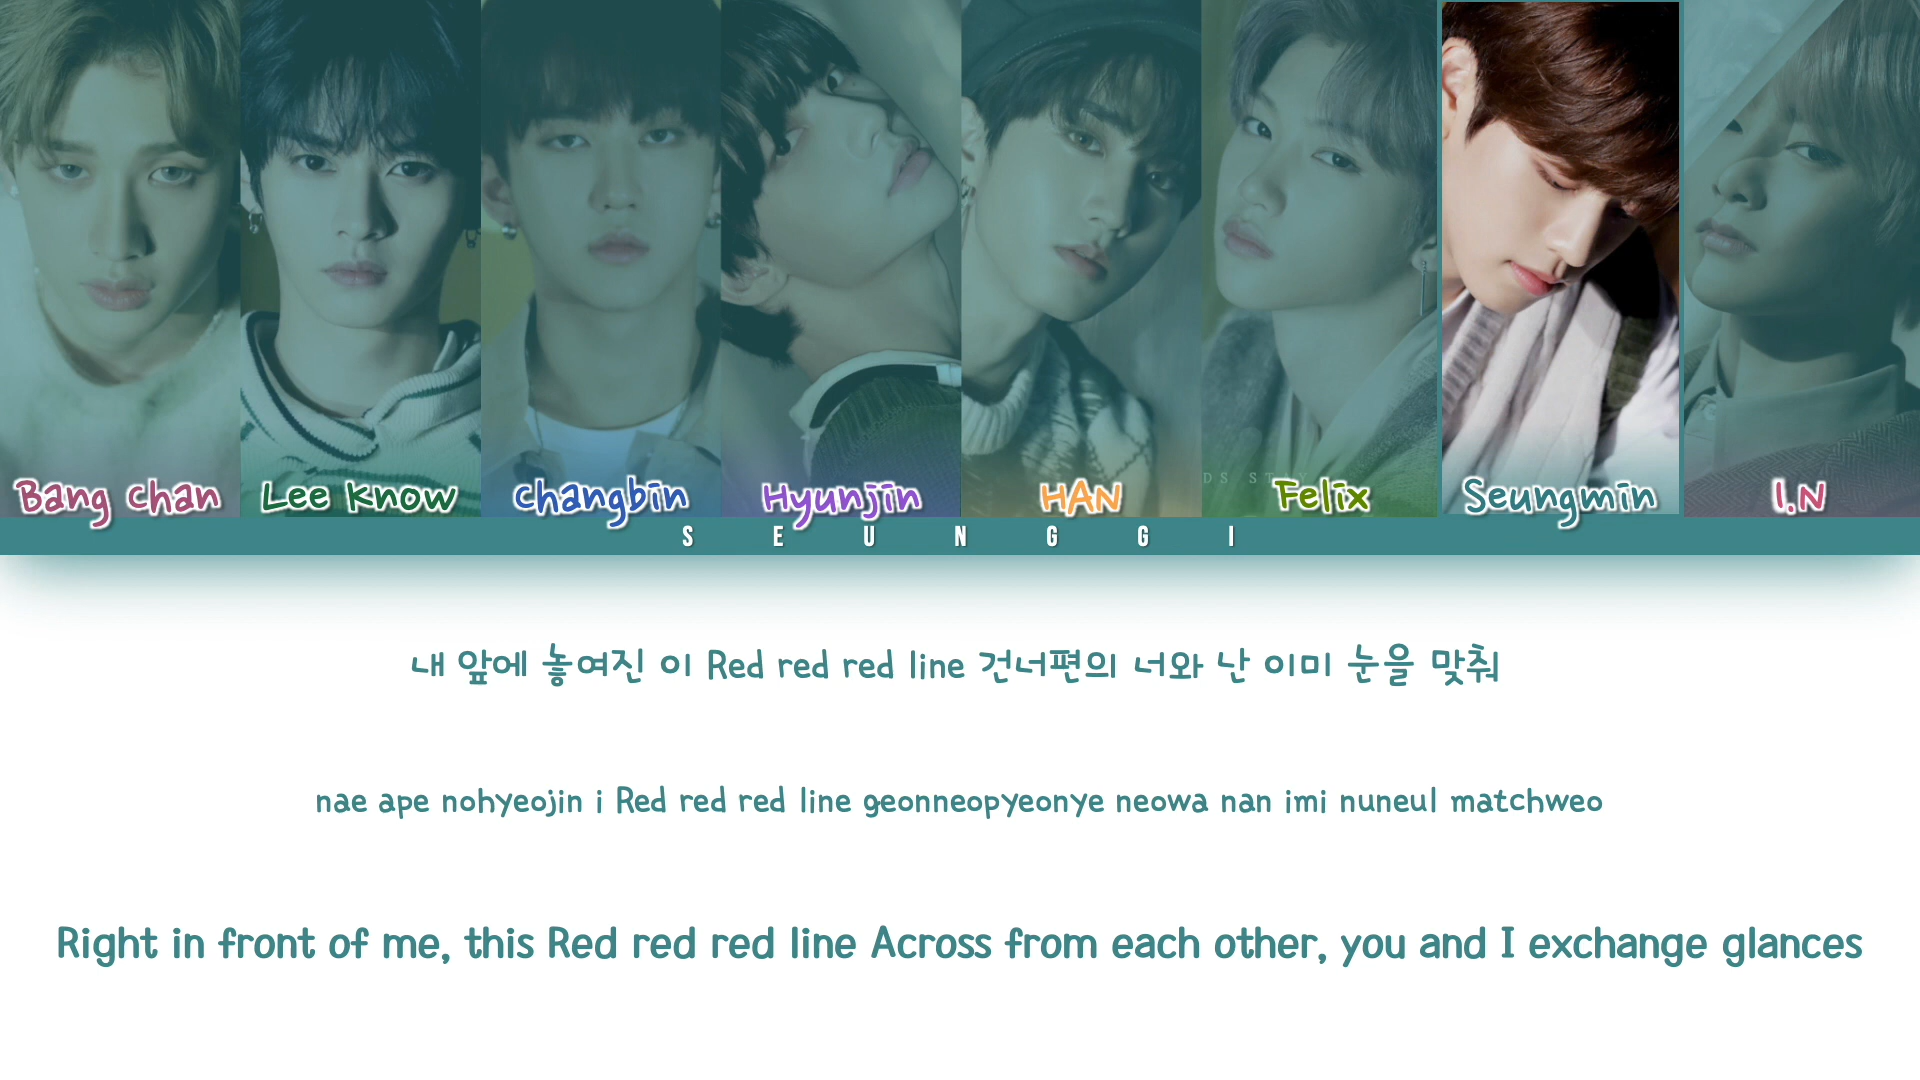 DS STAY
Bang Chan Lee Know Changbin Hyunjin HAN Felix Seungmin I.N
SEUNGGI
내 앞에 놓여진 이 Red red red line 건너편의 너와 난 이미 눈을 맞춰
nae ape nohyeojin i Red red red line geonneopyeonye neowa nan imi nuneul matchweo
Right in front of me, this Red red red line Across from each other, you and I exchange glances